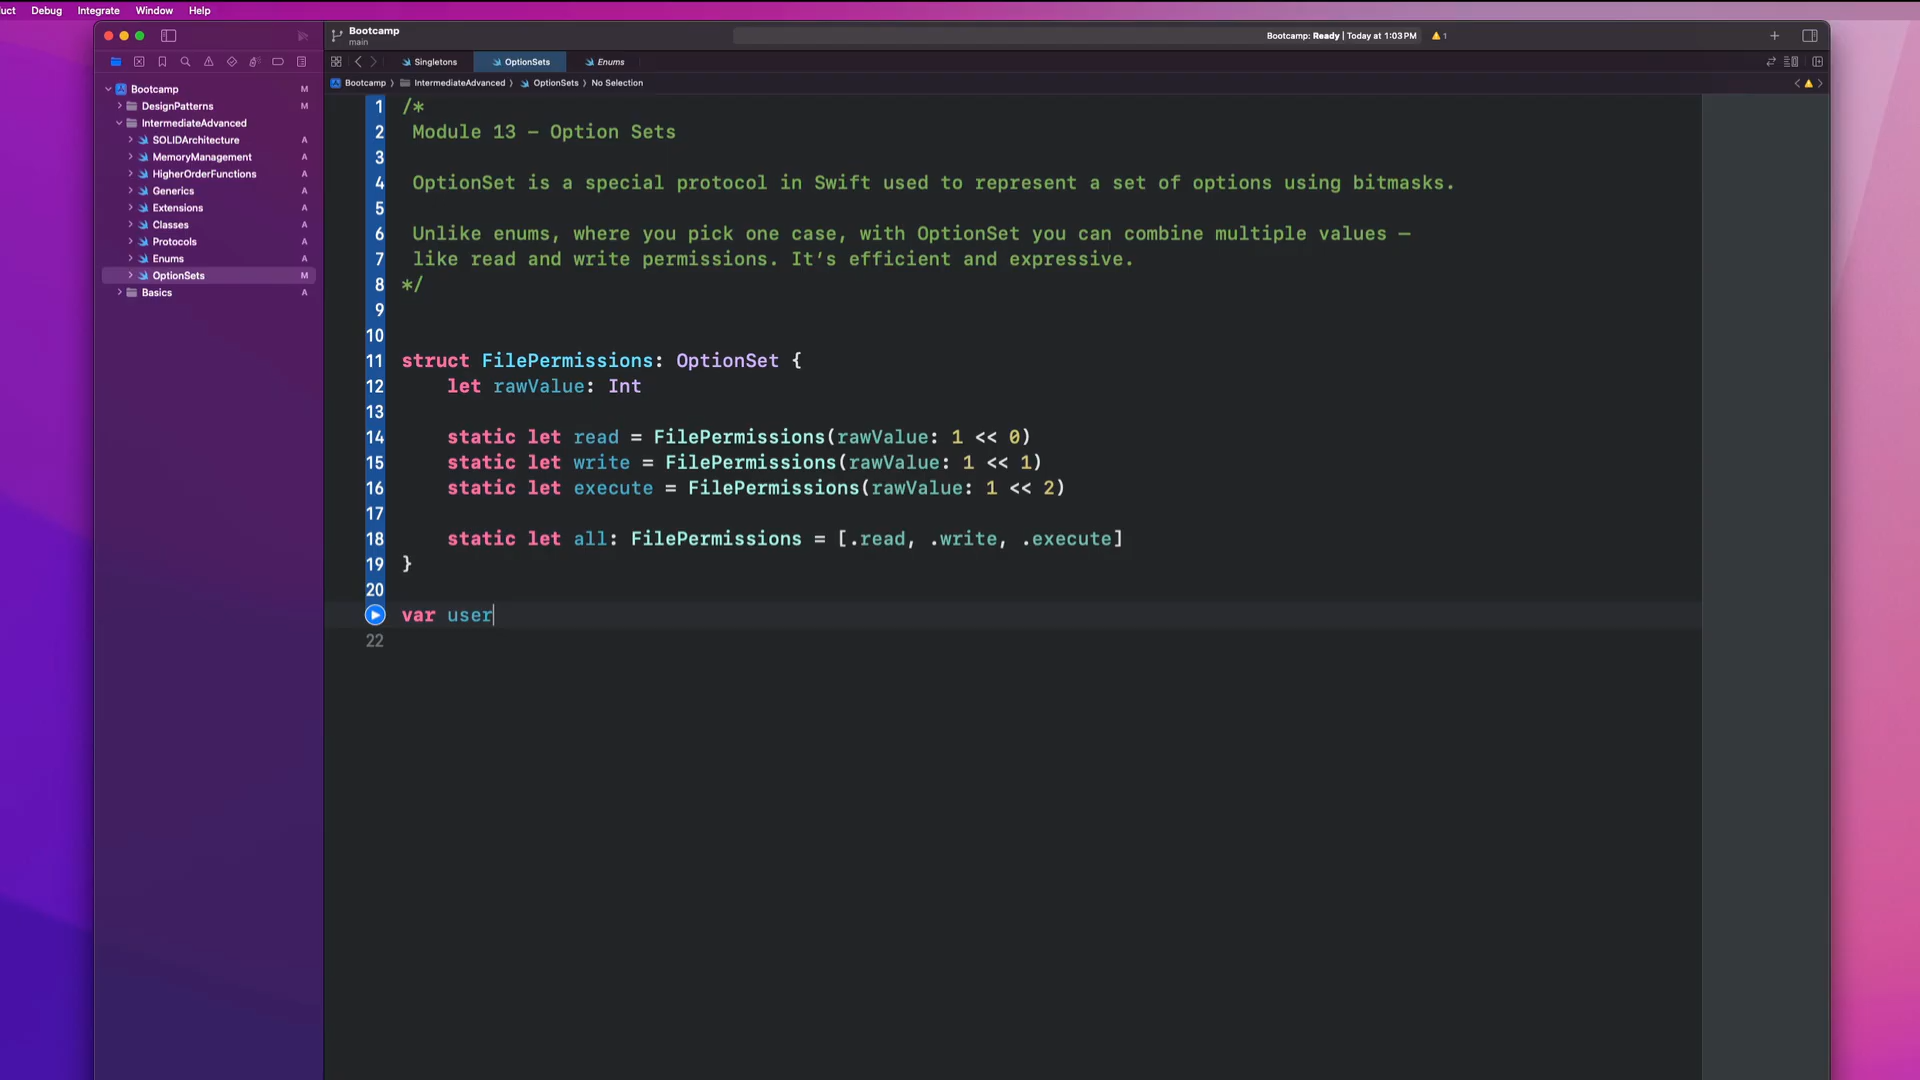 uct Debug Integrate Window Help
Bootcamp
main
Bootcamp: Ready | Today at 1:03 PM 1
Singletons OptionSets Enums
Bootcamp IntermediateAdvanced OptionSets No Selection
Bootcamp M
DesignPatterns M
IntermediateAdvanced
SOLIDArchitecture A
MemoryManagement A
HigherOrderFunctions A
Generics A
Extensions A
Classes A
Protocols A
Enums A
OptionSets M
Basics A
1 /*
2 Module 13 – Option Sets
3
4 OptionSet is a special protocol in Swift used to represent a set of options using bitmasks.
5
6 Unlike enums, where you pick one case, with OptionSet you can combine multiple values —
7 like read and write permissions. It’s efficient and expressive.
8 */
9
10
11 struct FilePermissions: OptionSet {
12 let rawValue: Int
13
14 static let read = FilePermissions(rawValue: 1 << 0)
15 static let write = FilePermissions(rawValue: 1 << 1)
16 static let execute = FilePermissions(rawValue: 1 << 2)
17
18 static let all: FilePermissions = [.read, .write, .execute]
19 }
20
var user
22